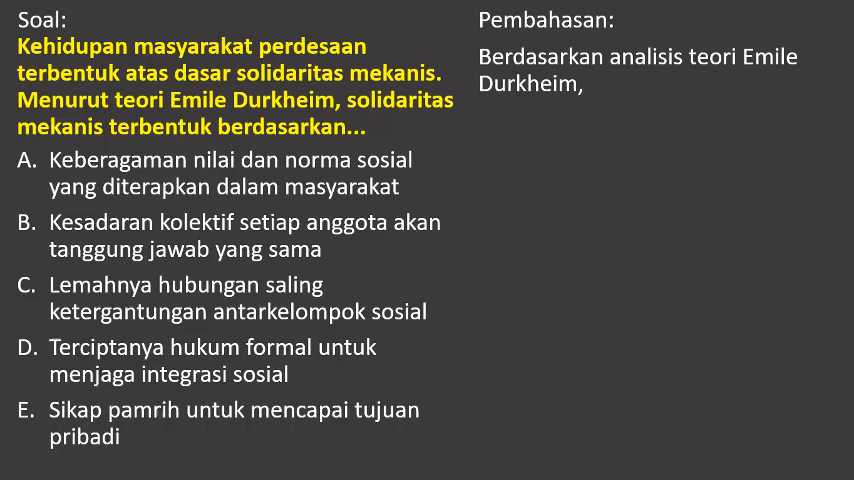 Soal:
Kehidupan masyarakat perdesaan
terbentuk atas dasar solidaritas mekanis.
Menurut teori Emile Durkheim, solidaritas
mekanis terbentuk berdasarkan...
A. Keberagaman nilai dan norma sosial
yang diterapkan dalam masyarakat
B. Kesadaran kolektif setiap anggota akan
tanggung jawab yang sama
C. Lemahnya hubungan saling
ketergantungan antarkelompok sosial
D. Terciptanya hukum formal untuk
menjaga integrasi sosial
E. Sikap pamrih untuk mencapai tujuan
pribadi
Pembahasan:
Berdasarkan analisis teori Emile
Durkheim,